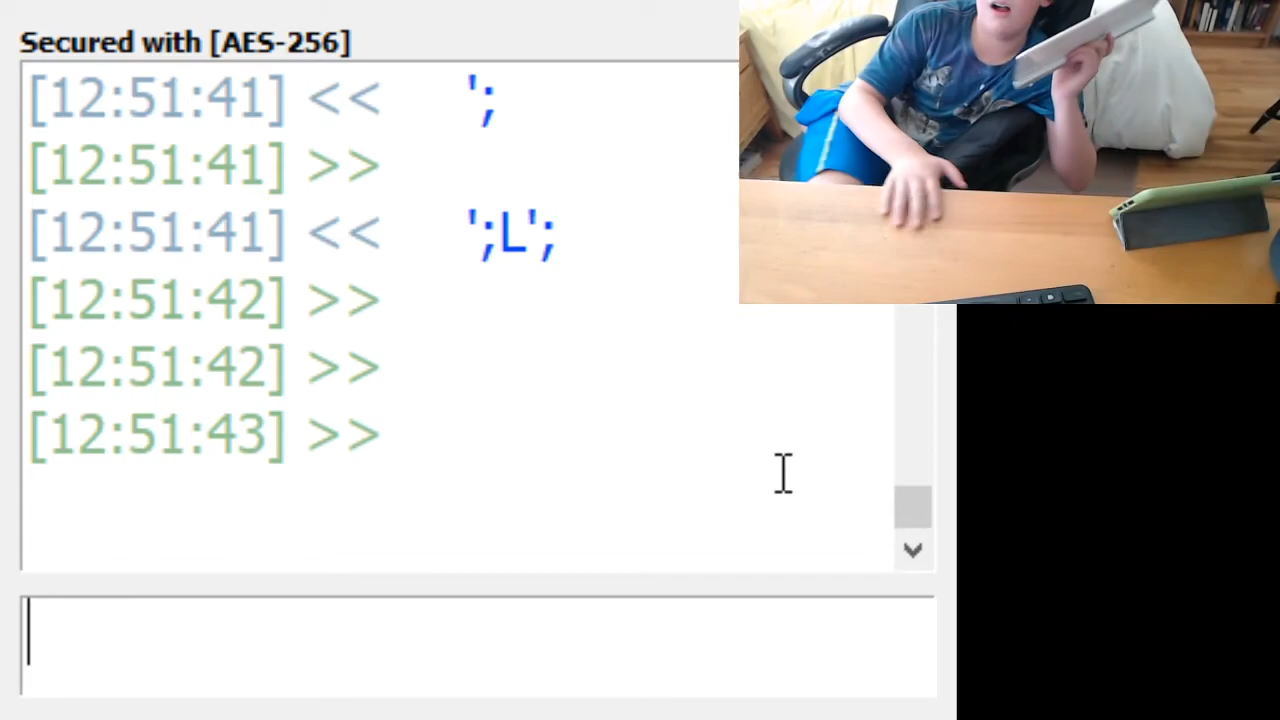 Secured with [AES-256]
[12:51:41] << ';
[12:51:41] >>
[12:51:41] << ';L';
[12:51:42] >>
[12:51:42] >>
[12:51:43] >>